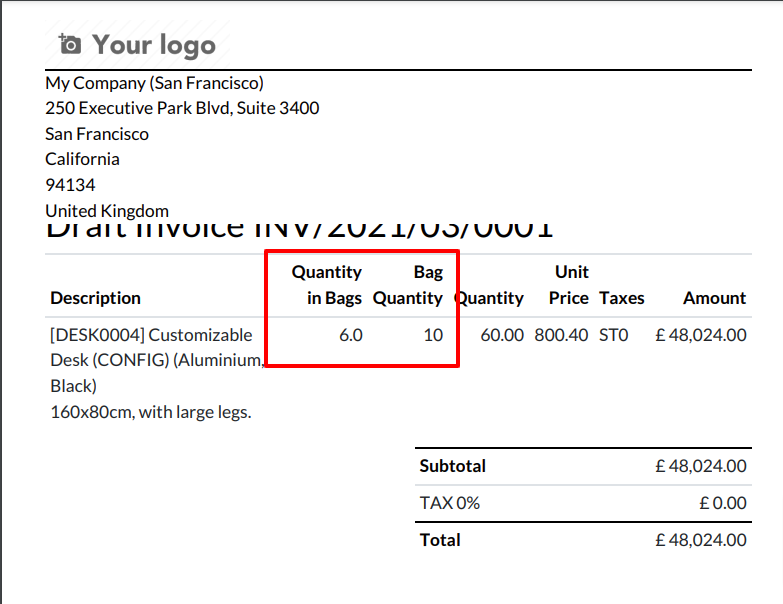 Your logo
My Company (San Francisco)
250 Executive Park Blvd, Suite 3400
San Francisco
California
94134
United Kingdom
Draft Invoice INV/2021/03/0001
Quantity Bag Unit
Description in Bags Quantity Quantity Price Taxes Amount
[DESK0004] Customizable 6.0 10 60.00 800.40 ST0 £ 48,024.00
Desk (CONFIG) (Aluminium,
Black)
160x80cm, with large legs.
Subtotal £ 48,024.00
TAX 0% £ 0.00
Total £ 48,024.00